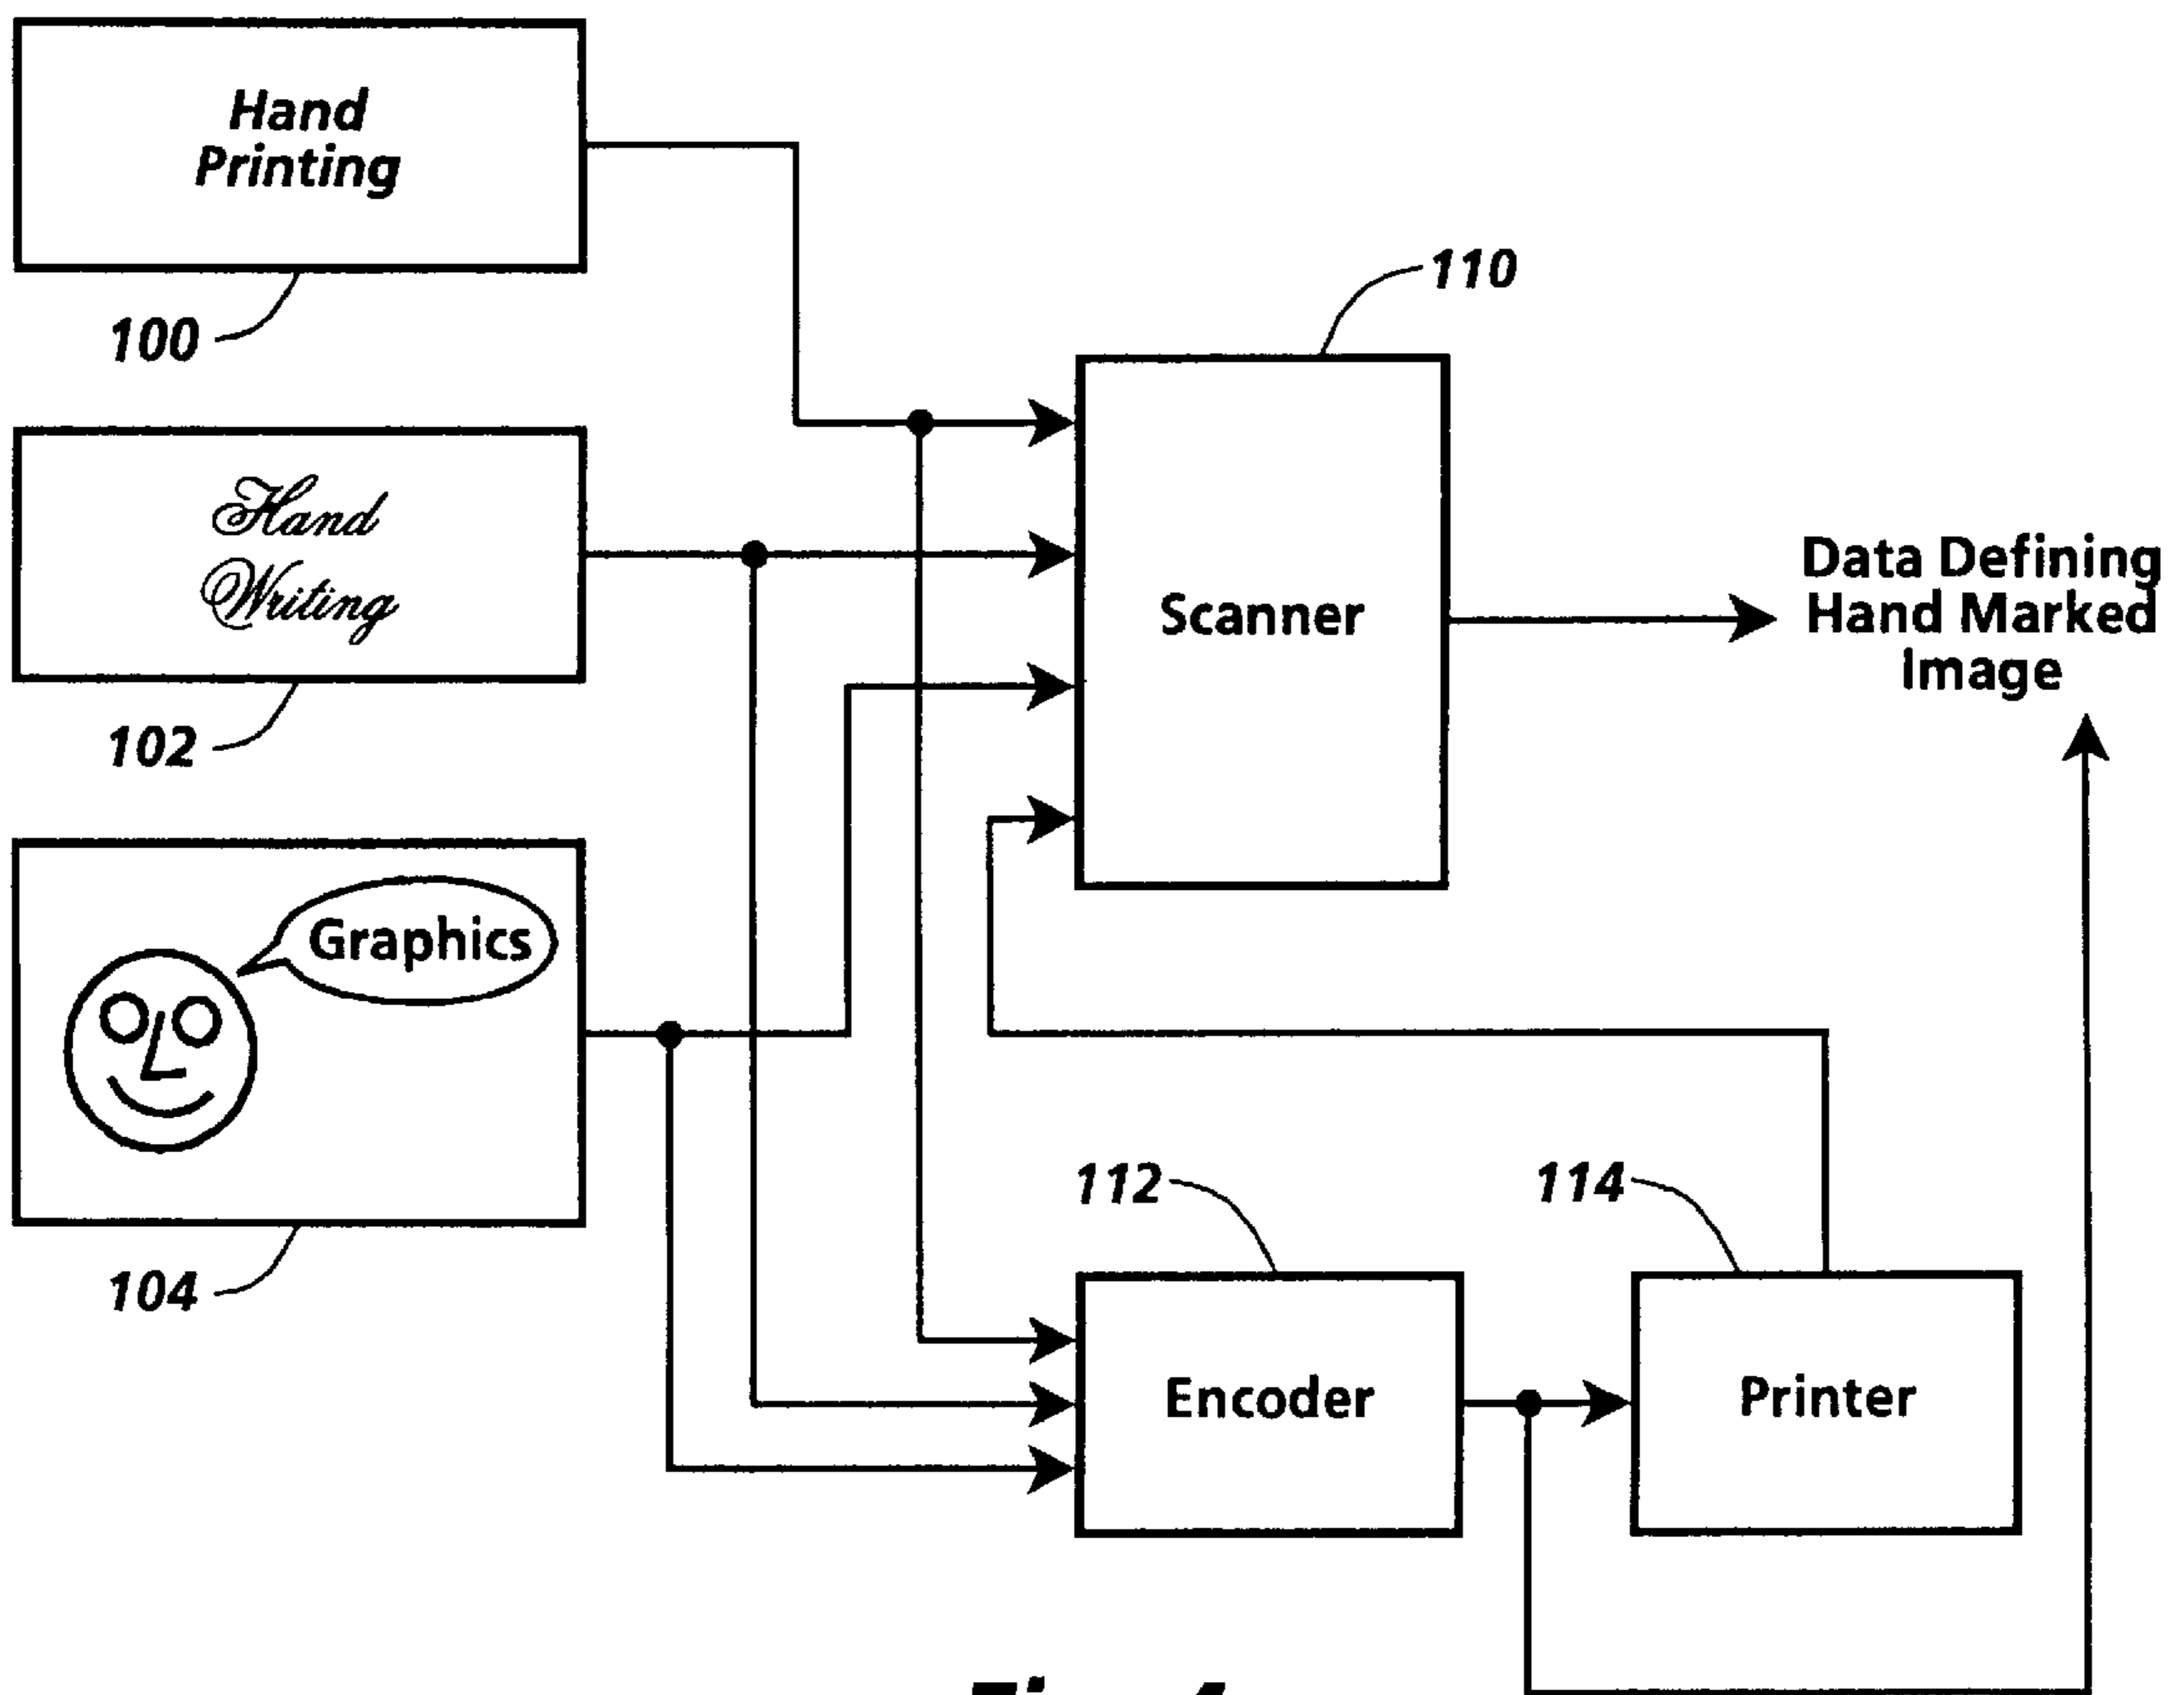 Hand
Printing
100
110
Hand
Writing
102
Scanner
Data Defining
Hand Marked
Image
Graphics
104
112
114
Encoder
Printer